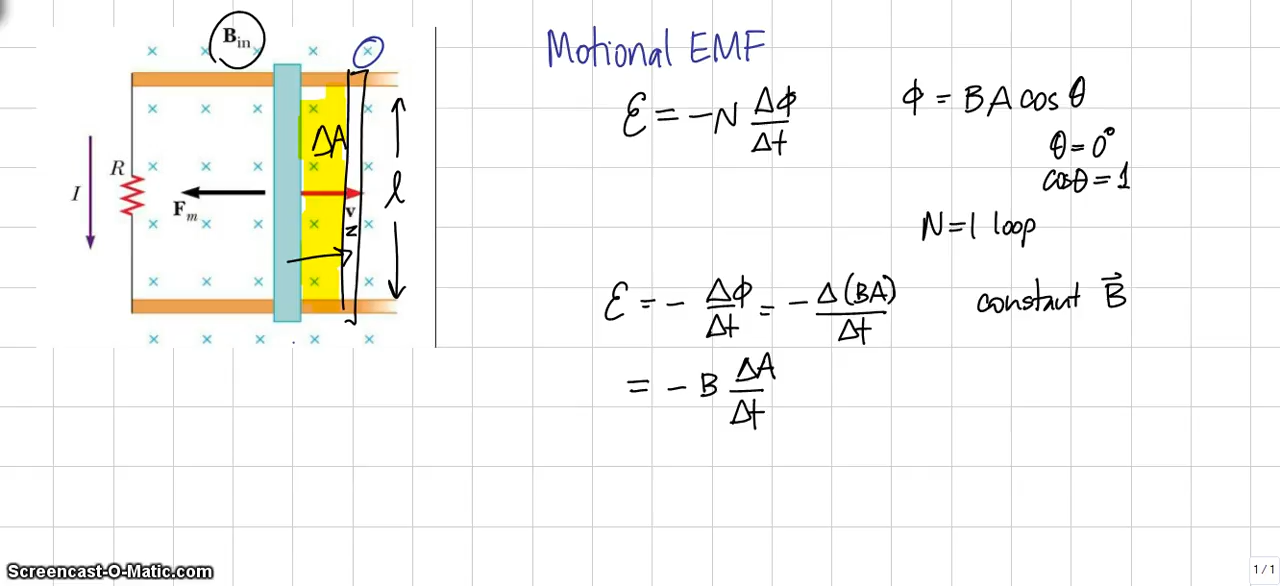 Motional EMF
B_in
ε = -N Δϕ/Δt
ϕ = BA cos θ
θ = 0°
cosθ = 1
N = 1 loop
ΔA
R
I
F_m
v
l
ε = - Δϕ/Δt = - Δ(BA)/Δt
constant B⃗
= - B ΔA/Δt
Screencast-O-Matic.com
1/1